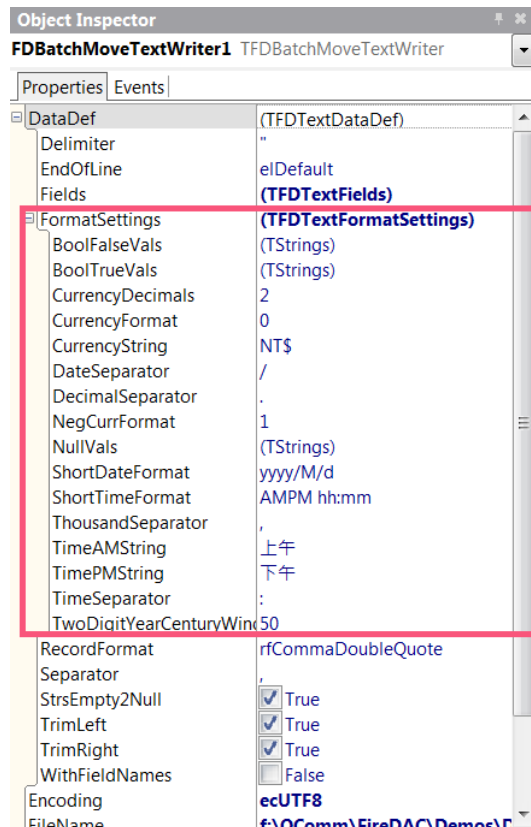 Object Inspector
FDBatchMoveTextWriter1 TFDBatchMoveTextWriter
Properties Events
DataDef (TFDTextDataDef)
Delimiter "
EndOfLine elDefault
Fields (TFDTextFields)
FormatSettings (TFDTextFormatSettings)
BoolFalseVals (TStrings)
BoolTrueVals (TStrings)
CurrencyDecimals 2
CurrencyFormat 0
CurrencyString NT$
DateSeparator /
DecimalSeparator .
NegCurrFormat 1
NullVals (TStrings)
ShortDateFormat yyyy/M/d
ShortTimeFormat AMPM hh:mm
ThousandSeparator ,
TimeAMString 上午
TimePMString 下午
TimeSeparator :
TwoDigitYearCenturyWin 50
RecordFormat rfCommaDoubleQuote
Separator ,
StrsEmpty2Null True
TrimLeft True
TrimRight True
WithFieldNames False
Encoding ecUTF8
FileName f:\QComm\FireDAC\Demos\D